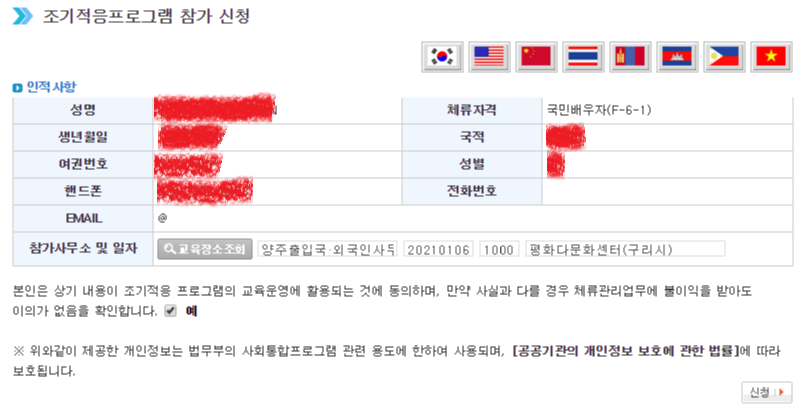 조기적응프로그램 참가 신청
인적사항
성명 체류자격 국민배우자(F-6-1)
생년월일 국적
여권번호 성별
핸드폰 전화번호
EMAIL @
참가사무소 및 일자 교육장소조회 양주출입국·외국인사무 20210106 1000 평화다문화센터(구리시)
본인은 상기 내용이 조기적응 프로그램의 교육운영에 활용되는 것에 동의하며, 만약 사실과 다를 경우 체류관리업무에 불이익을 받아도
이의가 없음을 확인합니다. 예
※ 위와같이 제공한 개인정보는 법무부의 사회통합프로그램 관련 용도에 한하여 사용되며, [공공기관의 개인정보 보호에 관한 법률]에 따라
보호됩니다.
신청